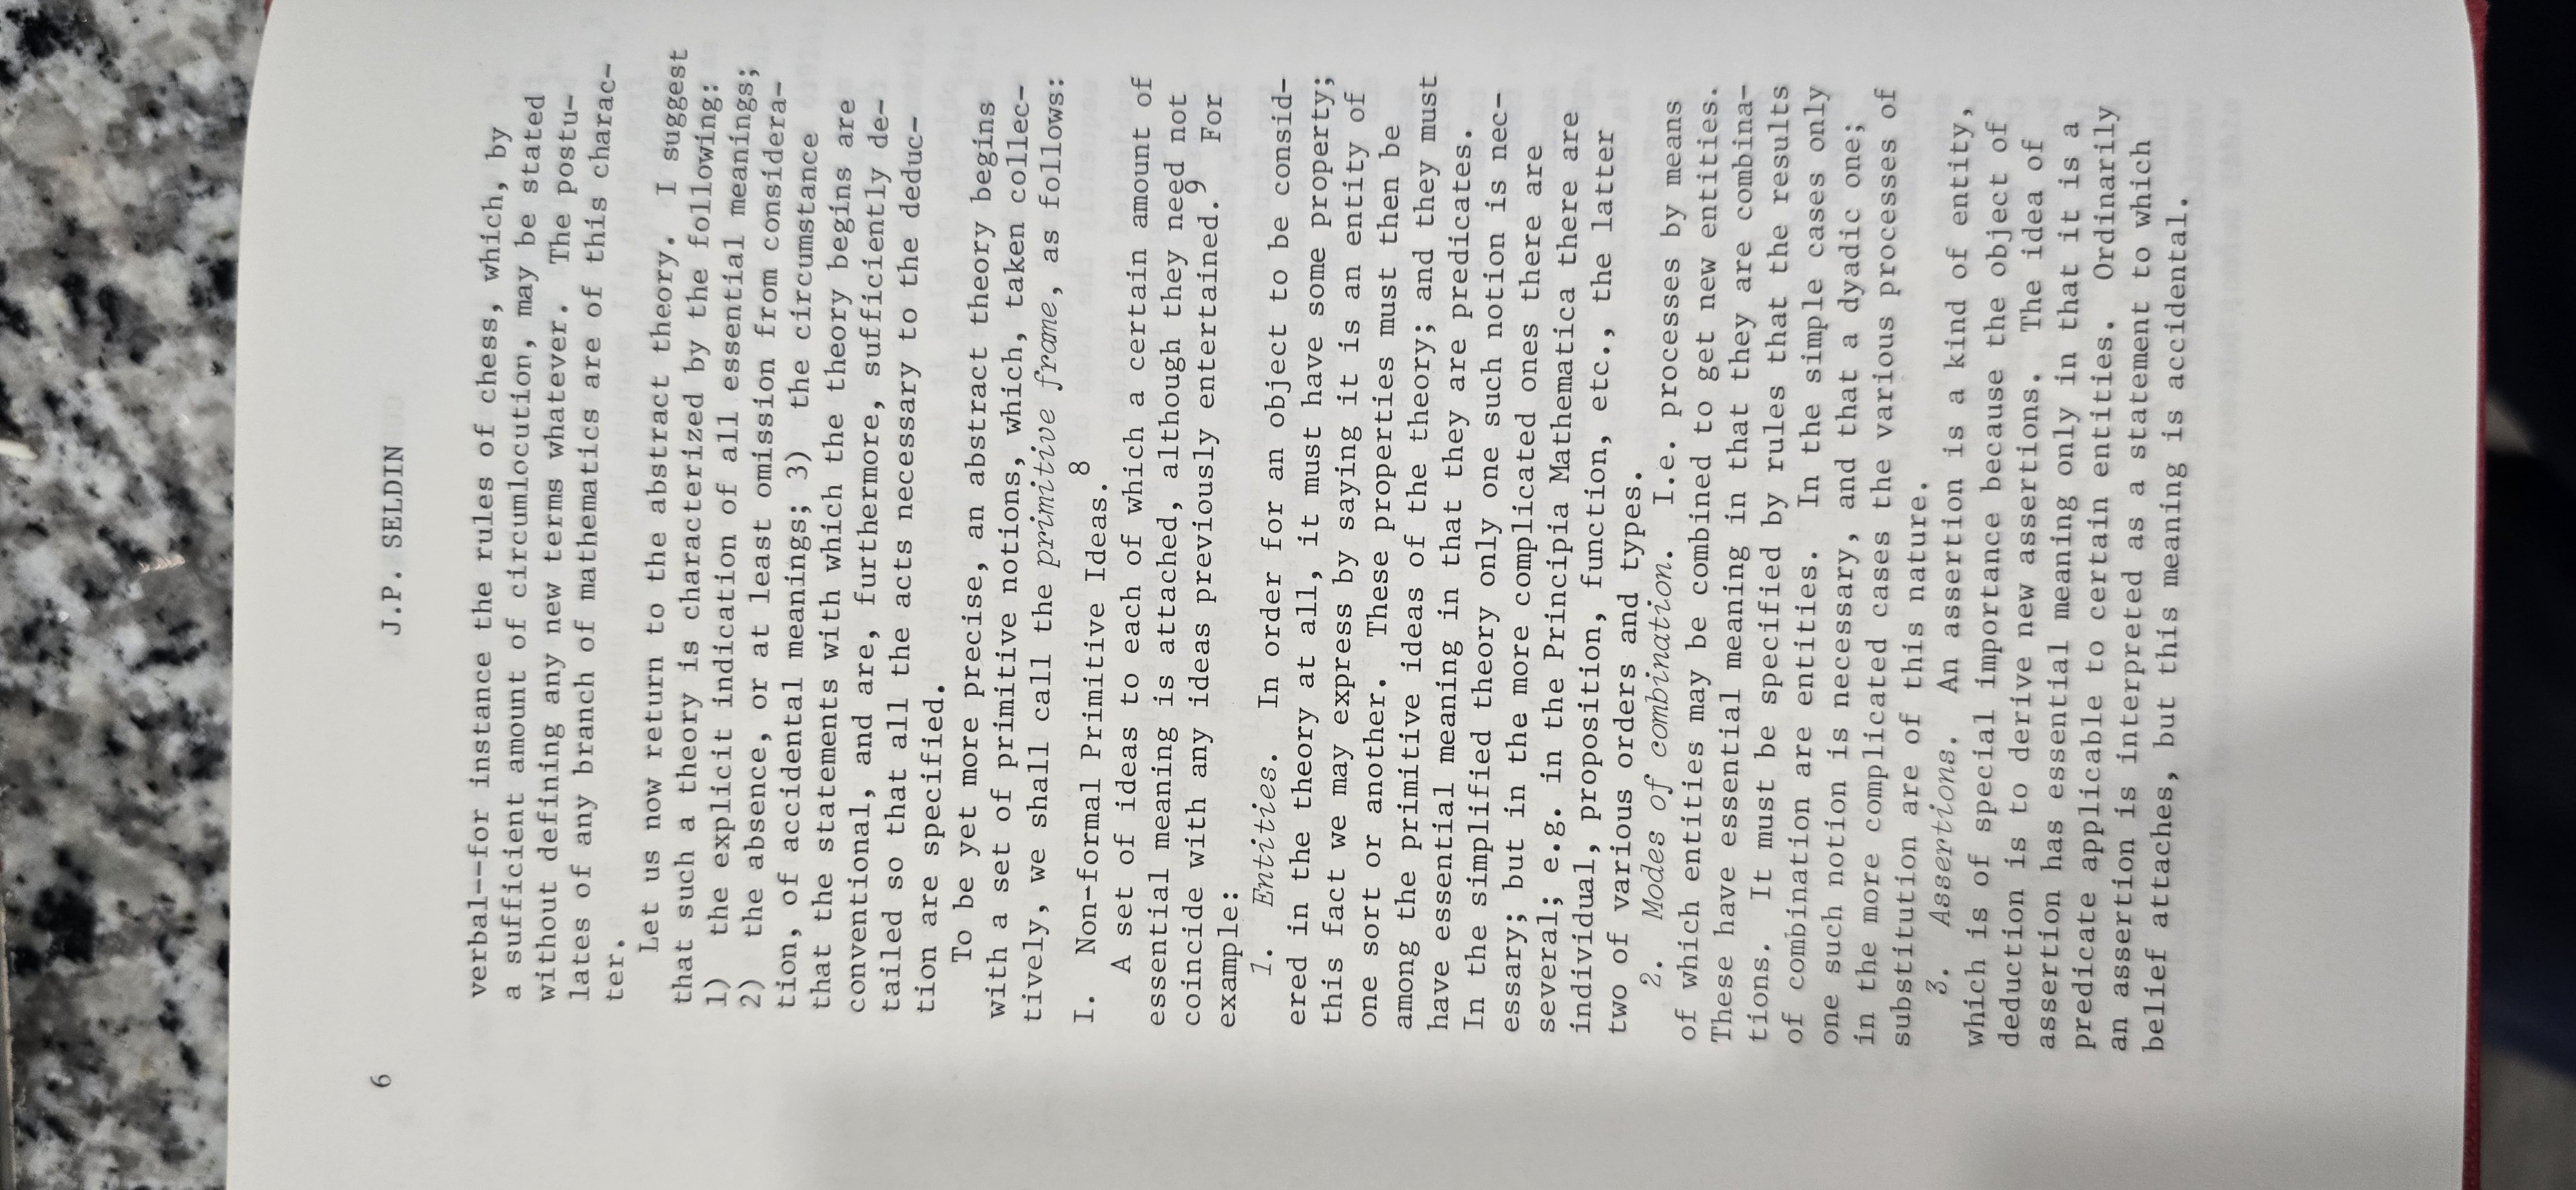 6 J.P. SELDIN
verbal--for instance the rules of chess, which, by
a sufficient amount of circumlocution, may be stated
without defining any new terms whatever. The postu-
lates of any branch of mathematics are of this charac-
ter.
Let us now return to the abstract theory. I suggest
that such a theory is characterized by the following:
1) the explicit indication of all essential meanings;
2) the absence, or at least omission from considera-
tion, of accidental meanings; 3) the circumstance
that the statements with which the theory begins are
conventional, and are, furthermore, sufficiently de-
tailed so that all the acts necessary to the deduc-
tion are specified.
To be yet more precise, an abstract theory begins
with a set of primitive notions, which, taken collec-
tively, we shall call the primitive frame, as follows:
I. Non-formal Primitive Ideas.8
A set of ideas to each of which a certain amount of
essential meaning is attached, although they need not
coincide with any ideas previously entertained.9 For
example:
1. Entities. In order for an object to be consid-
ered in the theory at all, it must have some property;
this fact we may express by saying it is an entity of
one sort or another. These properties must then be
among the primitive ideas of the theory; and they must
have essential meaning in that they are predicates.
In the simplified theory only one such notion is nec-
essary; but in the more complicated ones there are
several; e.g. in the Principia Mathematica there are
individual, proposition, function, etc., the latter
two of various orders and types.
2. Modes of combination. I.e. processes by means
of which entities may be combined to get new entities.
These have essential meaning in that they are combina-
tions. It must be specified by rules that the results
of combination are entities. In the simple cases only
one such notion is necessary, and that a dyadic one;
in the more complicated cases the various processes of
substitution are of this nature.
3. Assertions. An assertion is a kind of entity,
which is of special importance because the object of
deduction is to derive new assertions. The idea of
assertion has essential meaning only in that it is a
predicate applicable to certain entities. Ordinarily
an assertion is interpreted as a statement to which
belief attaches, but this meaning is accidental.